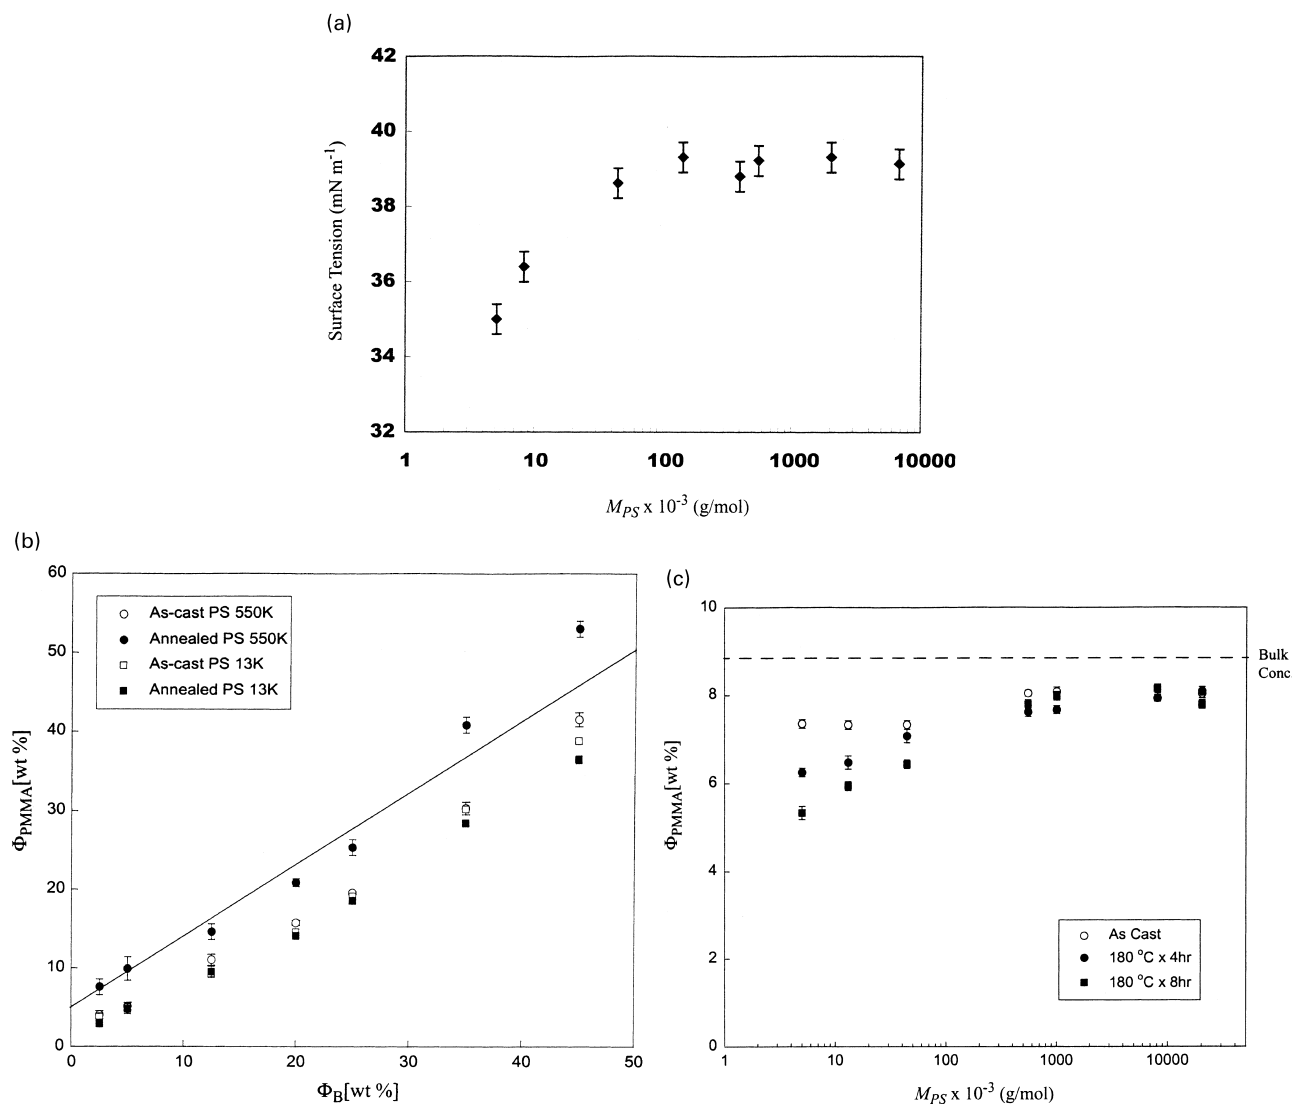 (a)
42
40
38
36
34
32
Surface Tension (mN m-1)
1
10
100
1000
10000
MPS x 10-3 (g/mol)
(b)
60
50
40
30
20
10
0
ΦPMMA[wt %]
As-cast PS 550K
Annealed PS 550K
As-cast PS 13K
Annealed PS 13K
0
10
20
30
40
50
ΦB[wt %]
(c)
10
8
6
4
2
0
ΦPMMA[wt %]
Bulk
Conc
As Cast
180 °C x 4hr
180 °C x 8hr
1
10
100
1000
10000
MPS x 10-3 (g/mol)